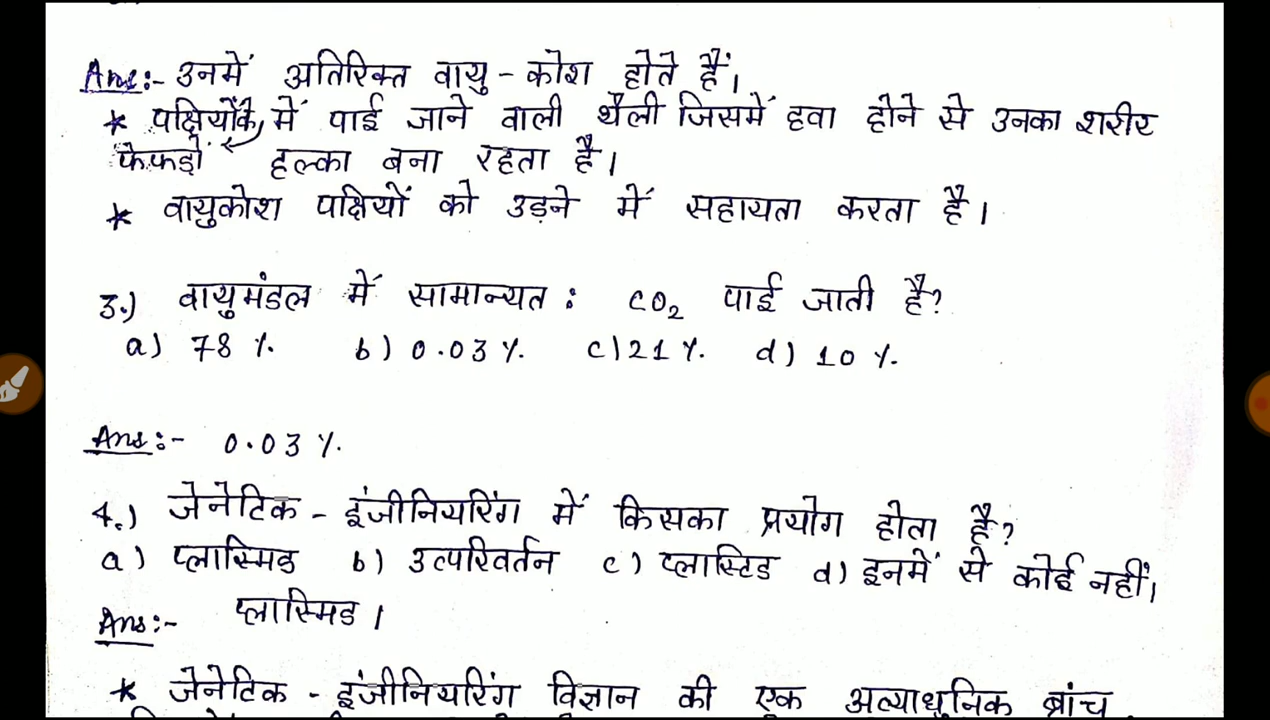 Ans:- उनमें अतिरिक्त वायु - कोश होते हैं।
* पक्षियों के, में पाई जाने वाली थैली जिसमें हवा होने से उनका शरीर
फेफड़ों हल्का बना रहता है।
* वायुकोश पक्षियों को उड़ने में सहायता करता है।
3.) वायुमंडल में सामान्यत: CO₂ पाई जाती है?
a) 78 %. b) 0.03 %. c) 21 %. d) 10 %.
Ans:- 0.03 %.
4.) जेनेटिक - इंजीनियरिंग में किसका प्रयोग होता है?
a) प्लास्मिड b) उत्परिवर्तन c) प्लास्टिड d) इनमें से कोई नहीं।
Ans:- प्लास्मिड।
* जेनेटिक - इंजीनियरिंग विज्ञान की एक अत्याधुनिक ब्रांच